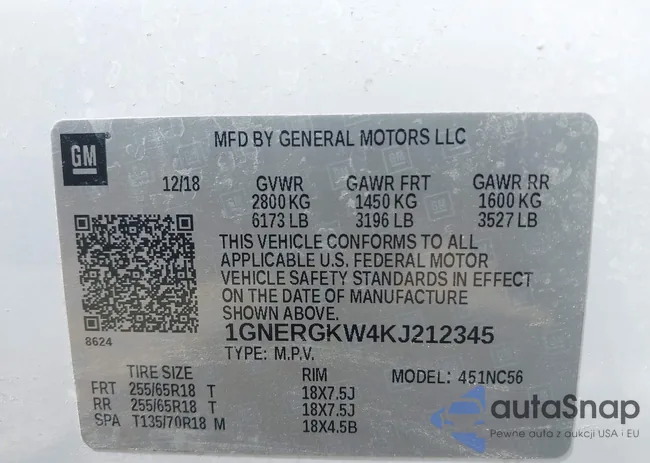 GM
MFD BY GENERAL MOTORS LLC
12/18 GVWR GAWR FRT GAWR RR
2800 KG 1450 KG 1600 KG
6173 LB 3196 LB 3527 LB
THIS VEHICLE CONFORMS TO ALL
APPLICABLE U.S. FEDERAL MOTOR
VEHICLE SAFETY STANDARDS IN EFFECT
ON THE DATE OF MANUFACTURE
SHOWN ABOVE.
8624
1GNERGKW4KJ212345
TYPE: M.P.V.
TIRE SIZE RIM MODEL: 451NC56
FRT 255/65R18 T 18X7.5J
RR 255/65R18 T 18X7.5J
SPA T135/70R18 M 18X4.5B
autaSnap
Pewne auta z aukcji USA i EU